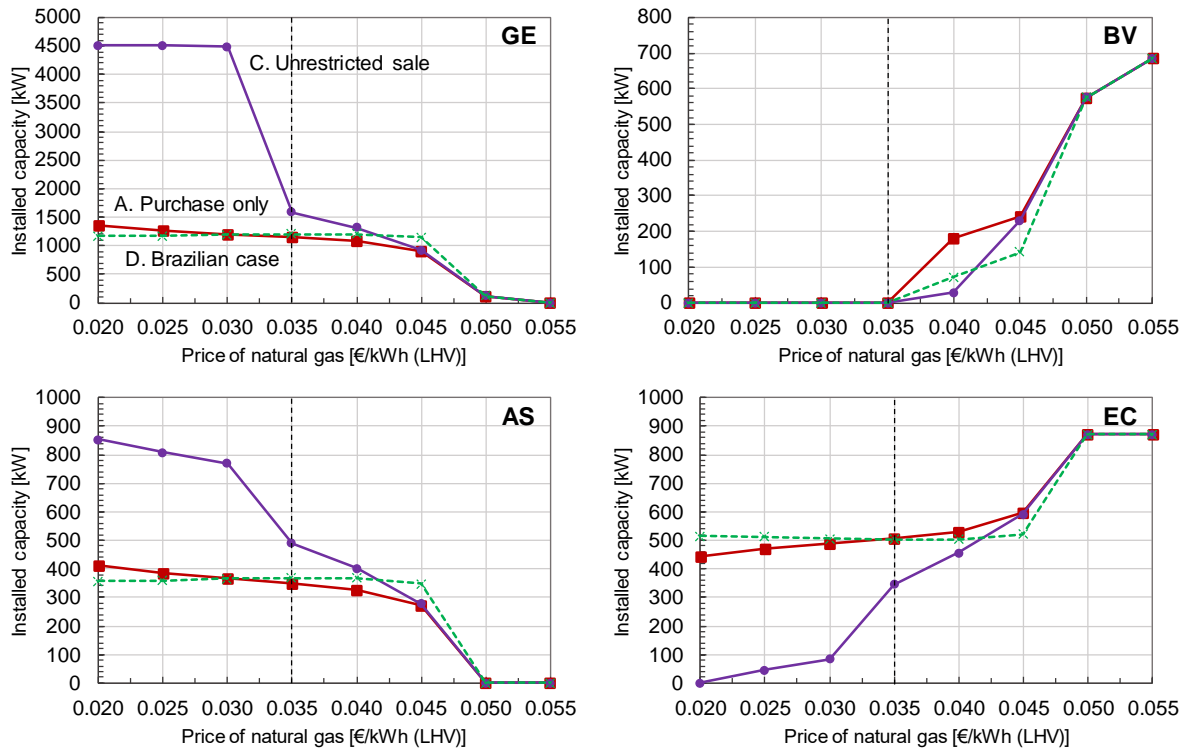 GE
Installed capacity [kW]
5000
4500
4000
3500
3000
2500
2000
1500
1000
500
0
C. Unrestricted sale
A. Purchase only
D. Brazilian case
0.020 0.025 0.030 0.035 0.040 0.045 0.050 0.055
Price of natural gas [€/kWh (LHV)]
BV
Installed capacity [kW]
800
700
600
500
400
300
200
100
0
0.020 0.025 0.030 0.035 0.040 0.045 0.050 0.055
Price of natural gas [€/kWh (LHV)]
AS
Installed capacity [kW]
1000
900
800
700
600
500
400
300
200
100
0
0.020 0.025 0.030 0.035 0.040 0.045 0.050 0.055
Price of natural gas [€/kWh (LHV)]
EC
Installed capacity [kW]
1000
900
800
700
600
500
400
300
200
100
0
0.020 0.025 0.030 0.035 0.040 0.045 0.050 0.055
Price of natural gas [€/kWh (LHV)]